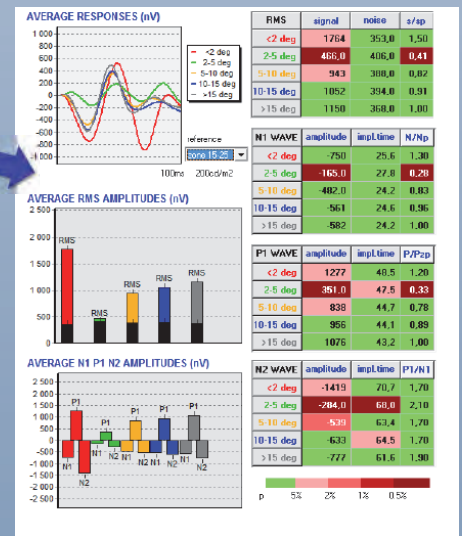 AVERAGE RESPONSES (nV)
1 000
800
600
400
200
-00
-200
-400
-600
-800
<2 deg
2-5 deg
5-10 deg
10-15 deg
>15 deg
reference
zone 15-25
100ms 200cd/m2
AVERAGE RMS AMPLITUDES (nV)
2 500
2 000
1 500
1 000
500
0
RMS
RMS
RMS
RMS
RMS
AVERAGE N1 P1 N2 AMPLITUDES (nV)
2 500
2 000
1 500
1 000
500
-00
-500
-1 000
-1 500
-2 000
-2 500
N1 P1 N2
N1 P1 N2
N1 P1 N2
N1 P1 N2
N1 P1 N2
RMS signal noise s/sp
<2 deg 1764 353,0 1,50
2-5 deg 466,0 406,0 0,41
5-10 deg 943 388,0 0,82
10-15 deg 1052 394,0 0,91
>15 deg 1150 368,0 1,00
N1 WAVE amplitude impl.time N/Np
<2 deg -750 25,6 1,30
2-5 deg -165,0 27,8 0,28
5-10 deg -482,0 24,2 0,83
10-15 deg -561 24,6 0,96
>15 deg -582 24,2 1,00
P1 WAVE amplitude impl.time P/Pzp
<2 deg 1277 48,5 1,20
2-5 deg 351,0 47,5 0,33
5-10 deg 838 44,7 0,78
10-15 deg 956 44,1 0,89
>15 deg 1076 43,2 1,00
N2 WAVE amplitude impl.time P1/N1
<2 deg -1419 70,7 1,70
2-5 deg -284,0 68,0 2,10
5-10 deg -539 63,4 1,70
10-15 deg -633 64,5 1,70
>15 deg -777 61,6 1,90
p 5% 2% 1% 0.5%